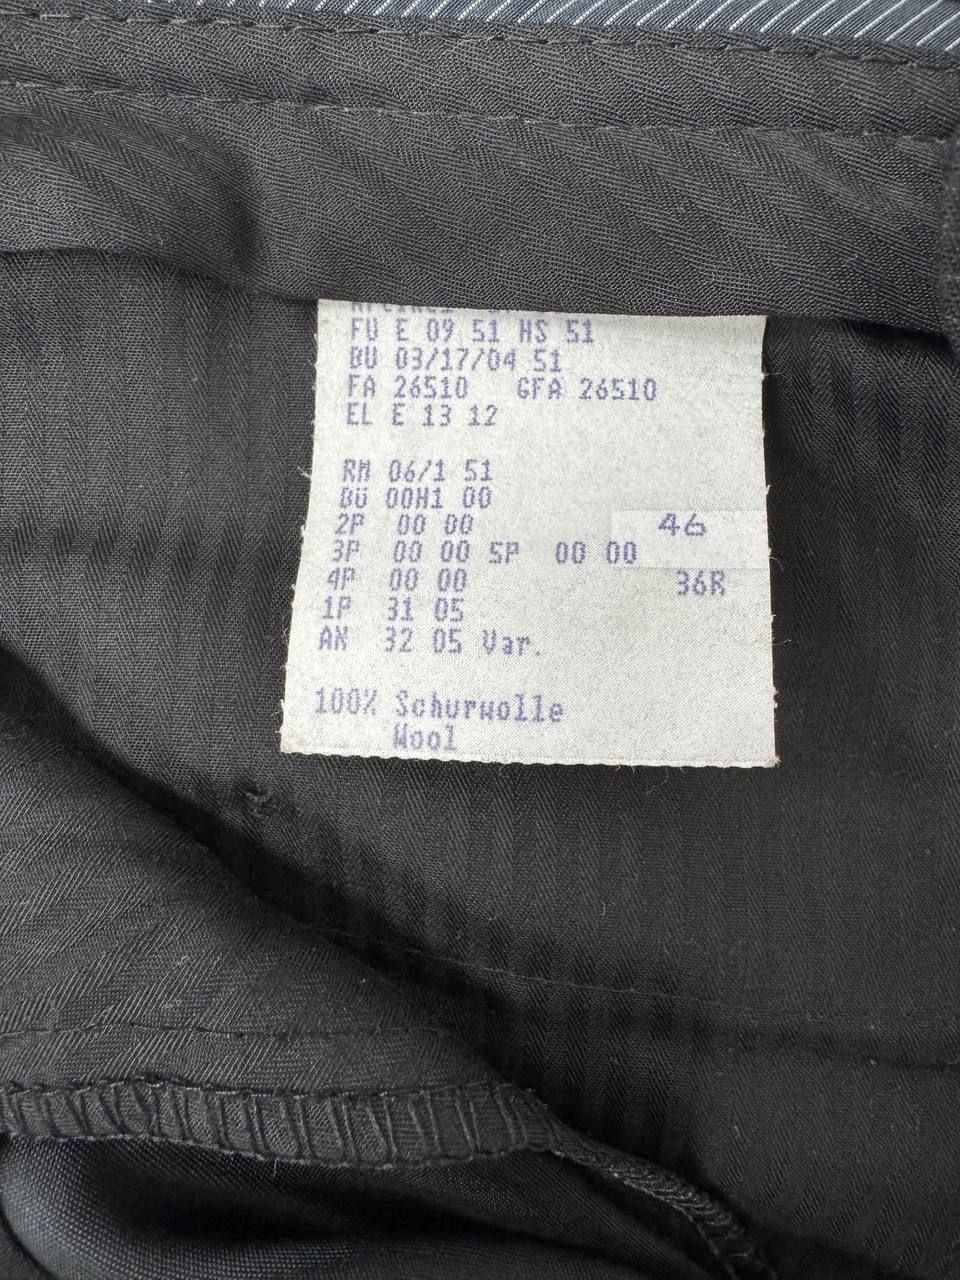 FU E 09 51 HS 51
BU 03/17/04 51
FA 26510 GFA 26510
EL E 13 12
RM 06/1 51
BÜ 00H1 00
2P 00 00 46
3P 00 00 SP 00 00
4P 00 00 36R
1P 31 05
AN 32 05 Var.
100% Schurwolle
Wool